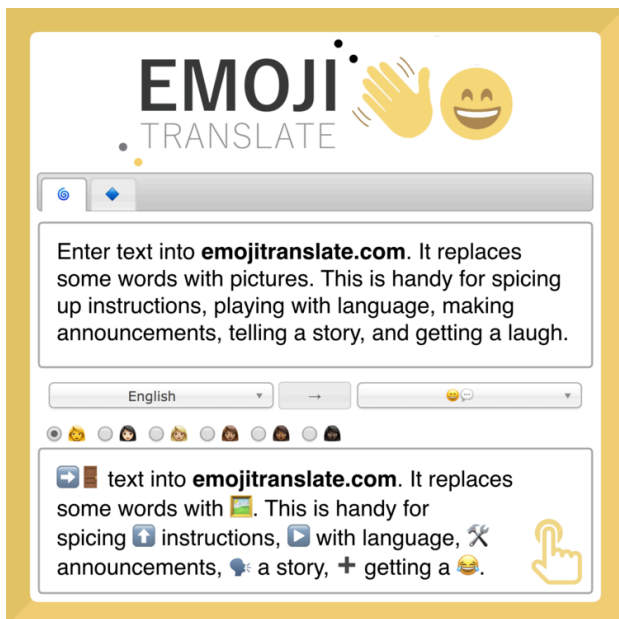 EMOJI
TRANSLATE
Enter text into emojitranslate.com. It replaces
some words with pictures. This is handy for spicing
up instructions, playing with language, making
announcements, telling a story, and getting a laugh.
English → 😀💬
➡️🚪 text into emojitranslate.com. It replaces
some words with 🖼️. This is handy for
spicing ⬆️ instructions, ▶️ with language, 🛠️
announcements, 🗣️ a story, ➕ getting a 😂.